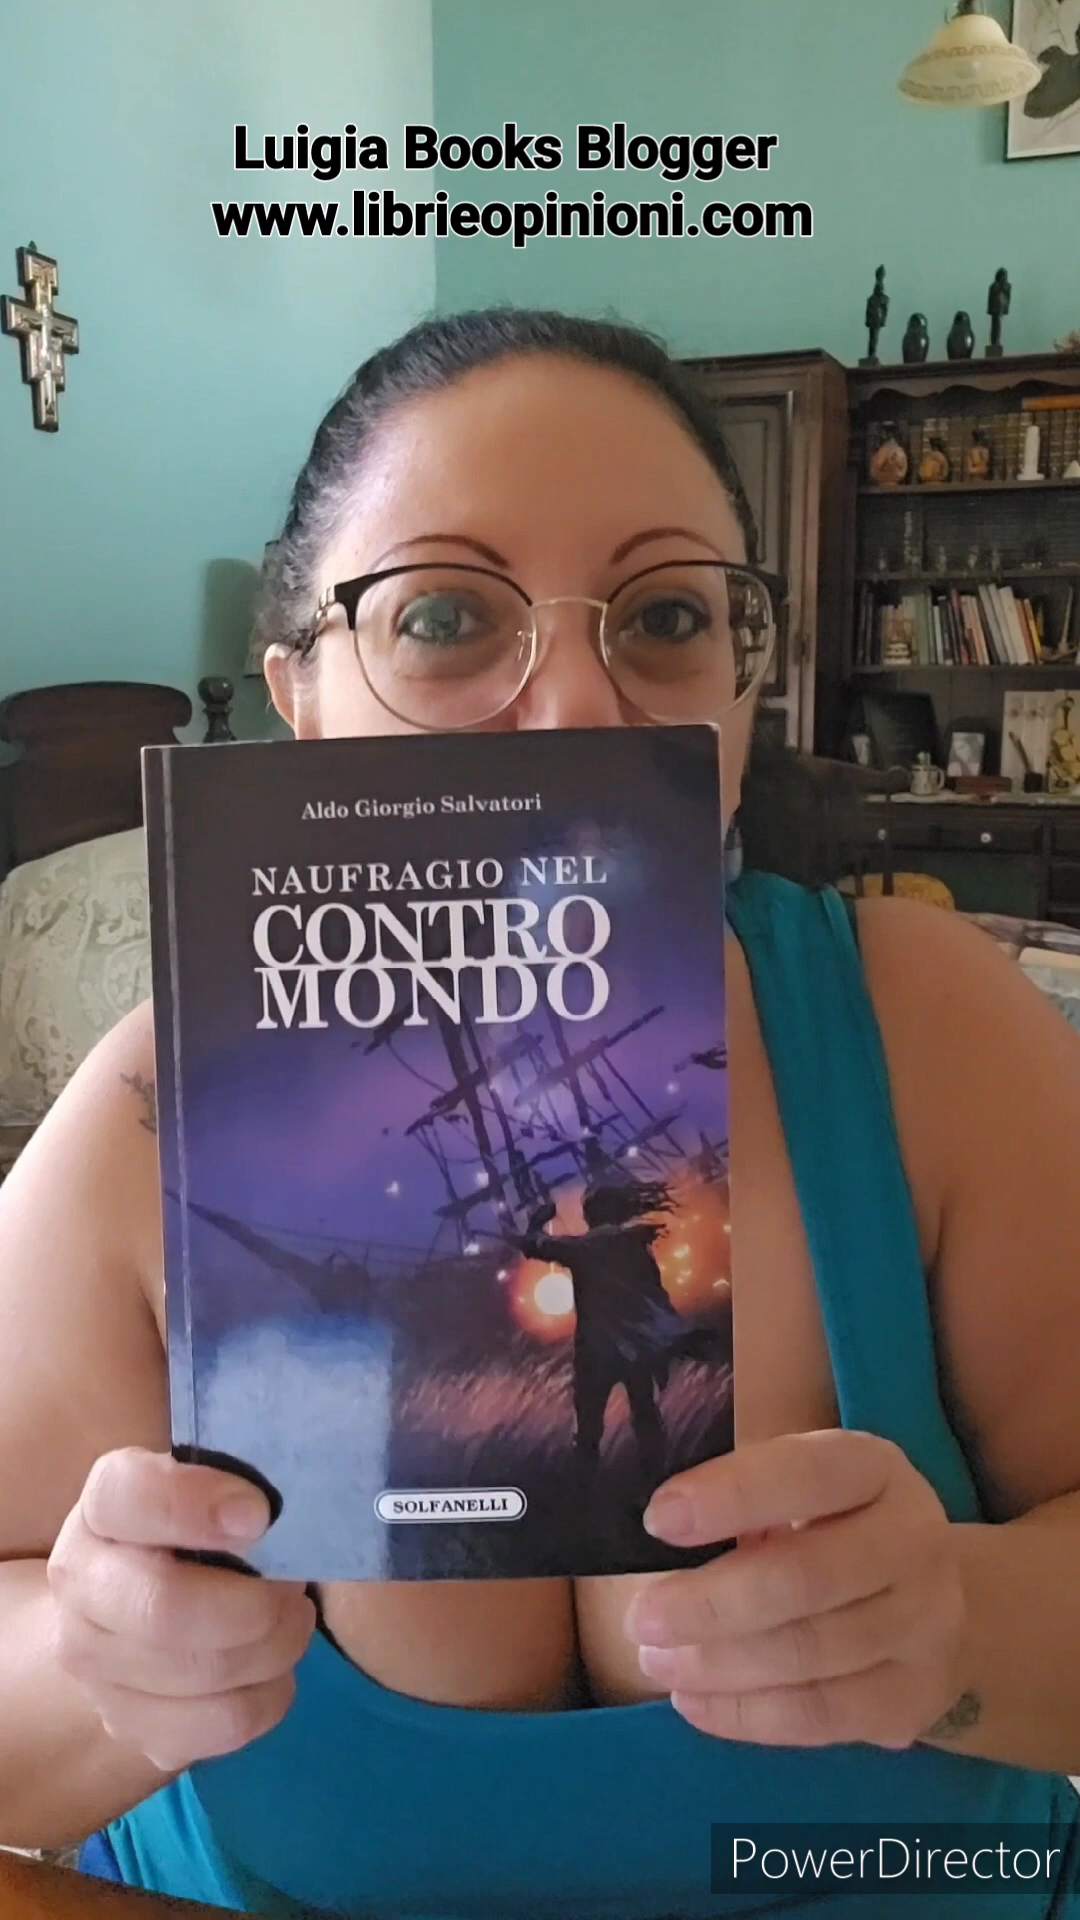 Luigia Books Blogger
www.librieopinioni.com
Aldo Giorgio Salvatori
NAUFRAGIO NEL
CONTRO
MONDO
SOLFANELLI
PowerDirector